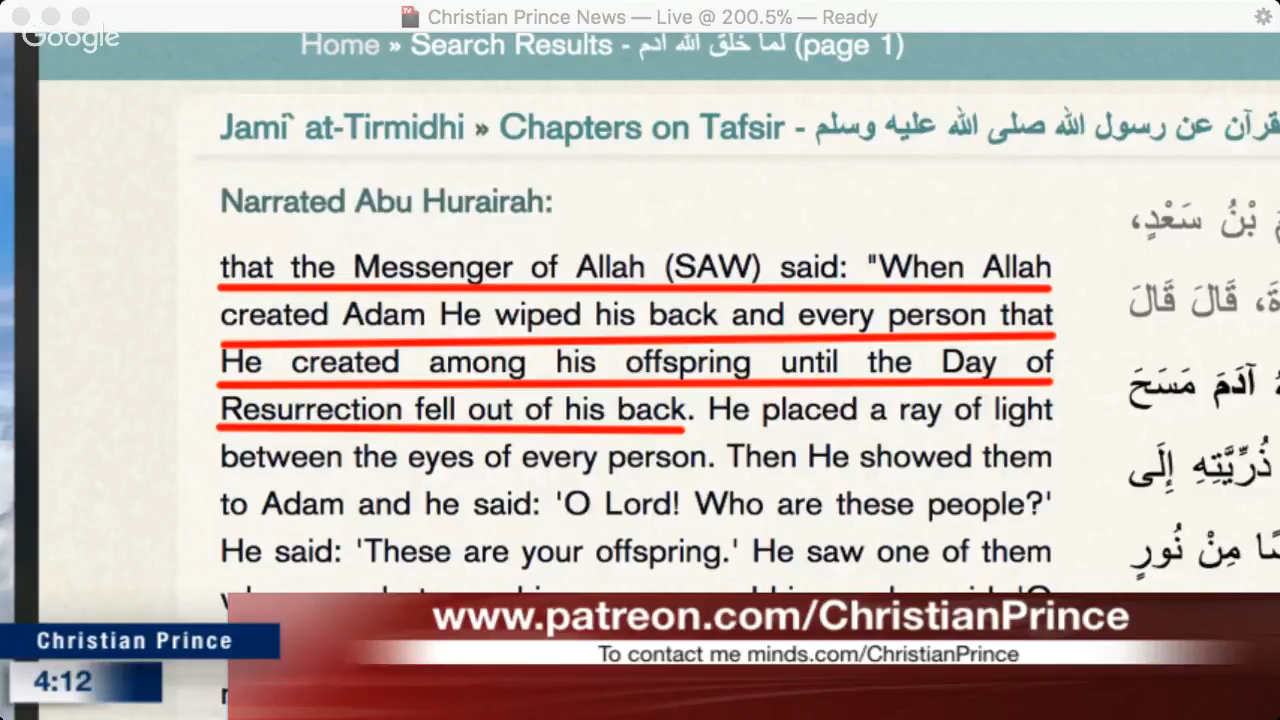 Christian Prince News — Live @ 200.5% — Ready
Google
Home » Search Results - لما خلق الله آدم (page 1)
Jami` at-Tirmidhi » Chapters on Tafsir - قرآن عن رسول الله صلى الله عليه وسلم
Narrated Abu Hurairah:
بْنُ سَعْدٍ،
that the Messenger of Allah (SAW) said: "When Allah
قَالَ قَالَ
created Adam He wiped his back and every person that
He created among his offspring until the Day of
آدَمَ مَسَحَ
Resurrection fell out of his back. He placed a ray of light
between the eyes of every person. Then He showed them
ذُرِّيَّتِهِ إِلَى
to Adam and he said: 'O Lord! Who are these people?'
He said: 'These are your offspring.' He saw one of them
مِنْ نُورٍ
www.patreon.com/ChristianPrince
Christian Prince
To contact me minds.com/ChristianPrince
4:12